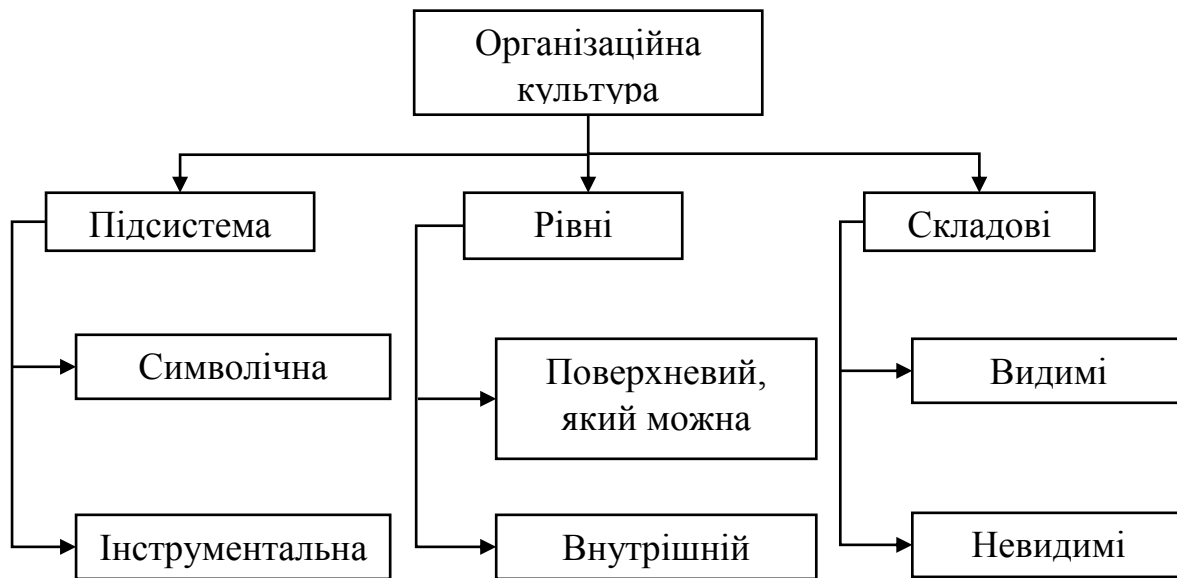 Організаційна
культура
Підсистема
Рівні
Складові
Символічна
Поверхневий,
який можна
Видимі
Інструментальна
Внутрішній
Невидимі